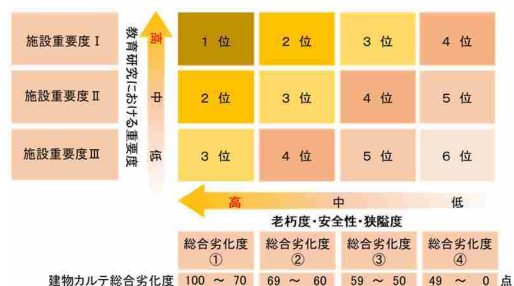 施設重要度Ⅰ
施設重要度Ⅱ
施設重要度Ⅲ
教育研究における重要度
高
中
低
1 位
2 位
3 位
4 位
2 位
3 位
4 位
5 位
3 位
4 位
5 位
6 位
高
中
低
老朽度・安全性・狭隘度
総合劣化度
①
総合劣化度
②
総合劣化度
③
総合劣化度
④
建物カルテ総合劣化度 100 ~ 70 69 ~ 60 59 ~ 50 49 ~ 0 点